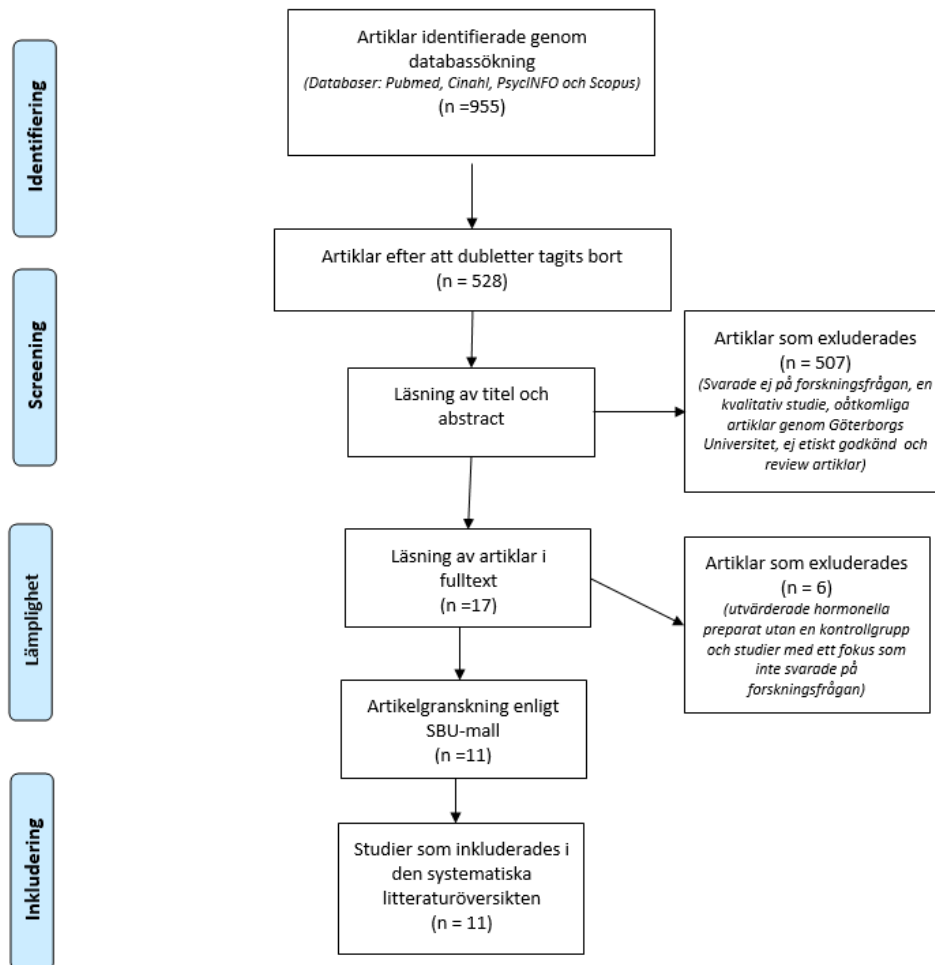 Identifiering
Artiklar identifierade genom
databassökning
(Databaser: Pubmed, Cinahl, PsycINFO och Scopus)
(n =955)
Artiklar efter att dubletter tagits bort
(n = 528)
Screening
Läsning av titel och
abstract
Artiklar som exluderades
(n = 507)
(Svarade ej på forskningsfrågan, en
kvalitativ studie, oåtkomliga
artiklar genom Göterborgs
Universitet, ej etiskt godkänd och
review artiklar)
Lämplighet
Läsning av artiklar i
fulltext
(n =17)
Artiklar som exluderades
(n = 6)
(utvärderade hormonella
preparat utan en kontrollgrupp
och studier med ett fokus som
inte svarade på
forskningsfrågan)
Artikelgranskning enligt
SBU-mall
(n =11)
Inkludering
Studier som inkluderades i
den systematiska
litteraturöversikten
(n = 11)